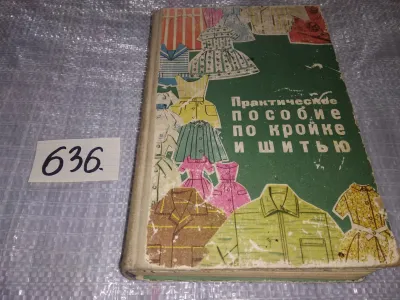 636.
Практическое
пособие
по кройке
и шитью